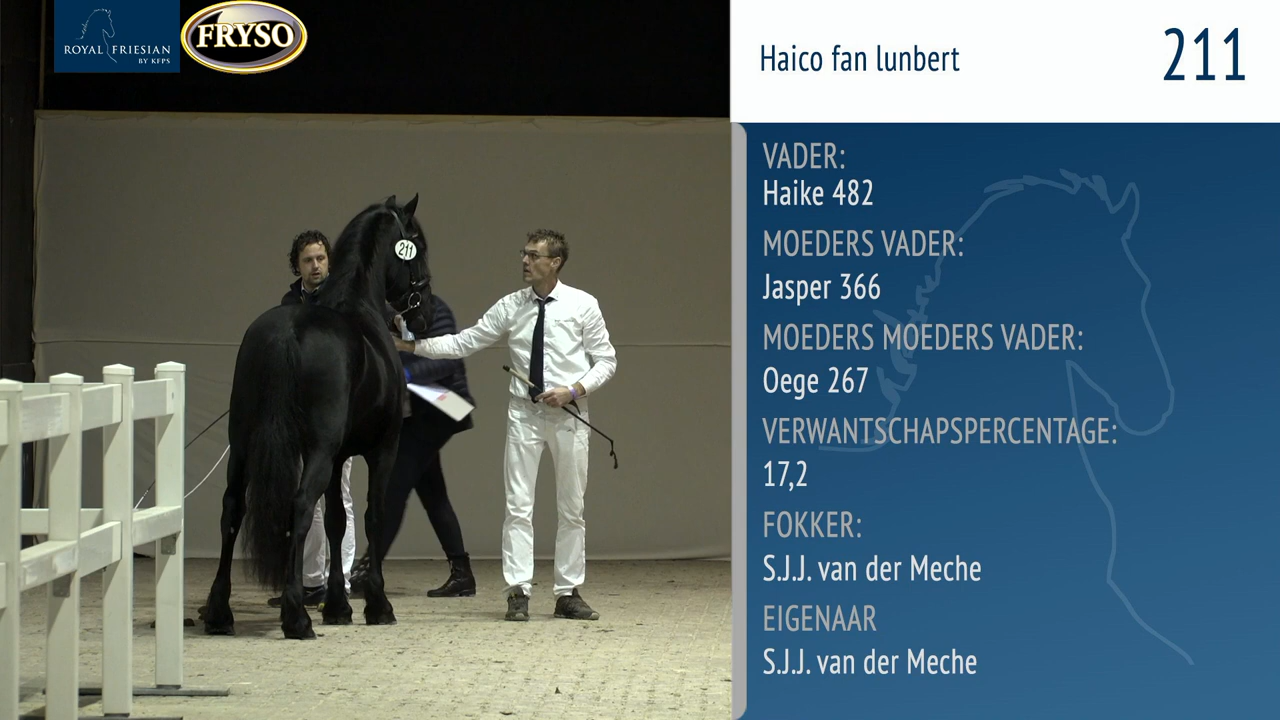 ROYAL FRIESIAN
BY KFPS
FRYSO
211
Haico fan lunbert
211
VADER:
Haike 482
MOEDERS VADER:
Jasper 366
MOEDERS MOEDERS VADER:
Oege 267
VERWANTSCHAPSPERCENTAGE:
17,2
FOKKER:
S.J.J. van der Meche
EIGENAAR
S.J.J. van der Meche